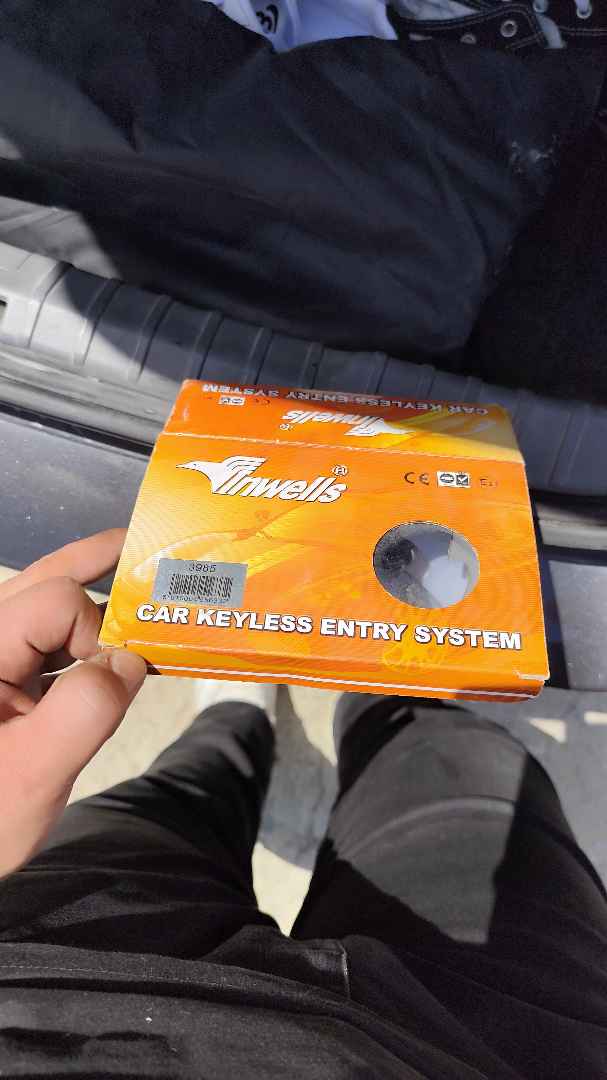 CAR KEYLESS ENTRY SYSTEM
inwells®
inwells®
CE
3985
CAR KEYLESS ENTRY SYSTEM